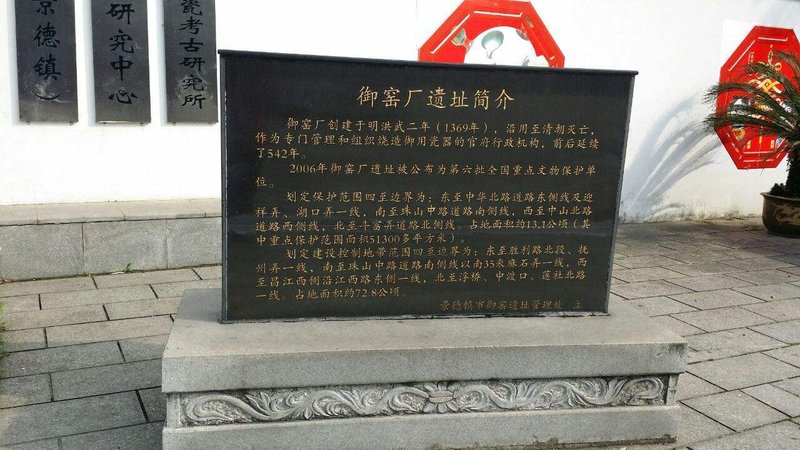 景德镇
研究中心
瓷考古研究所
御窑厂遗址简介
御窑厂创建于明洪武二年（1369年），沿用至清朝灭亡，
作为专门管理和组织烧造御用瓷器的官府行政机构，前后延续
了542年。
2006年御窑厂遗址被公布为第六批全国重点文物保护单
位。
划定保护范围四至边界为：东至中华北路道路东侧线及迎
祥弄、湖口弄一线，南至珠山中路道路南侧线，西至中山北路
道路西侧线，北至斗富弄道路北侧线。占地面积约13.1公顷（其
中重点保护范围面积51300多平方米）。
划定建设控制地带范围四至边界为：东至胜利路北段、抚
州弄一线，南至珠山中路道路南侧线以南35米麻石弄一线，西
至昌江西侧沿江西路东侧一线，北至浮桥、中渡口、莲社北路
一线。占地面积约72.8公顷。
景德镇市御窑遗址管理处 立